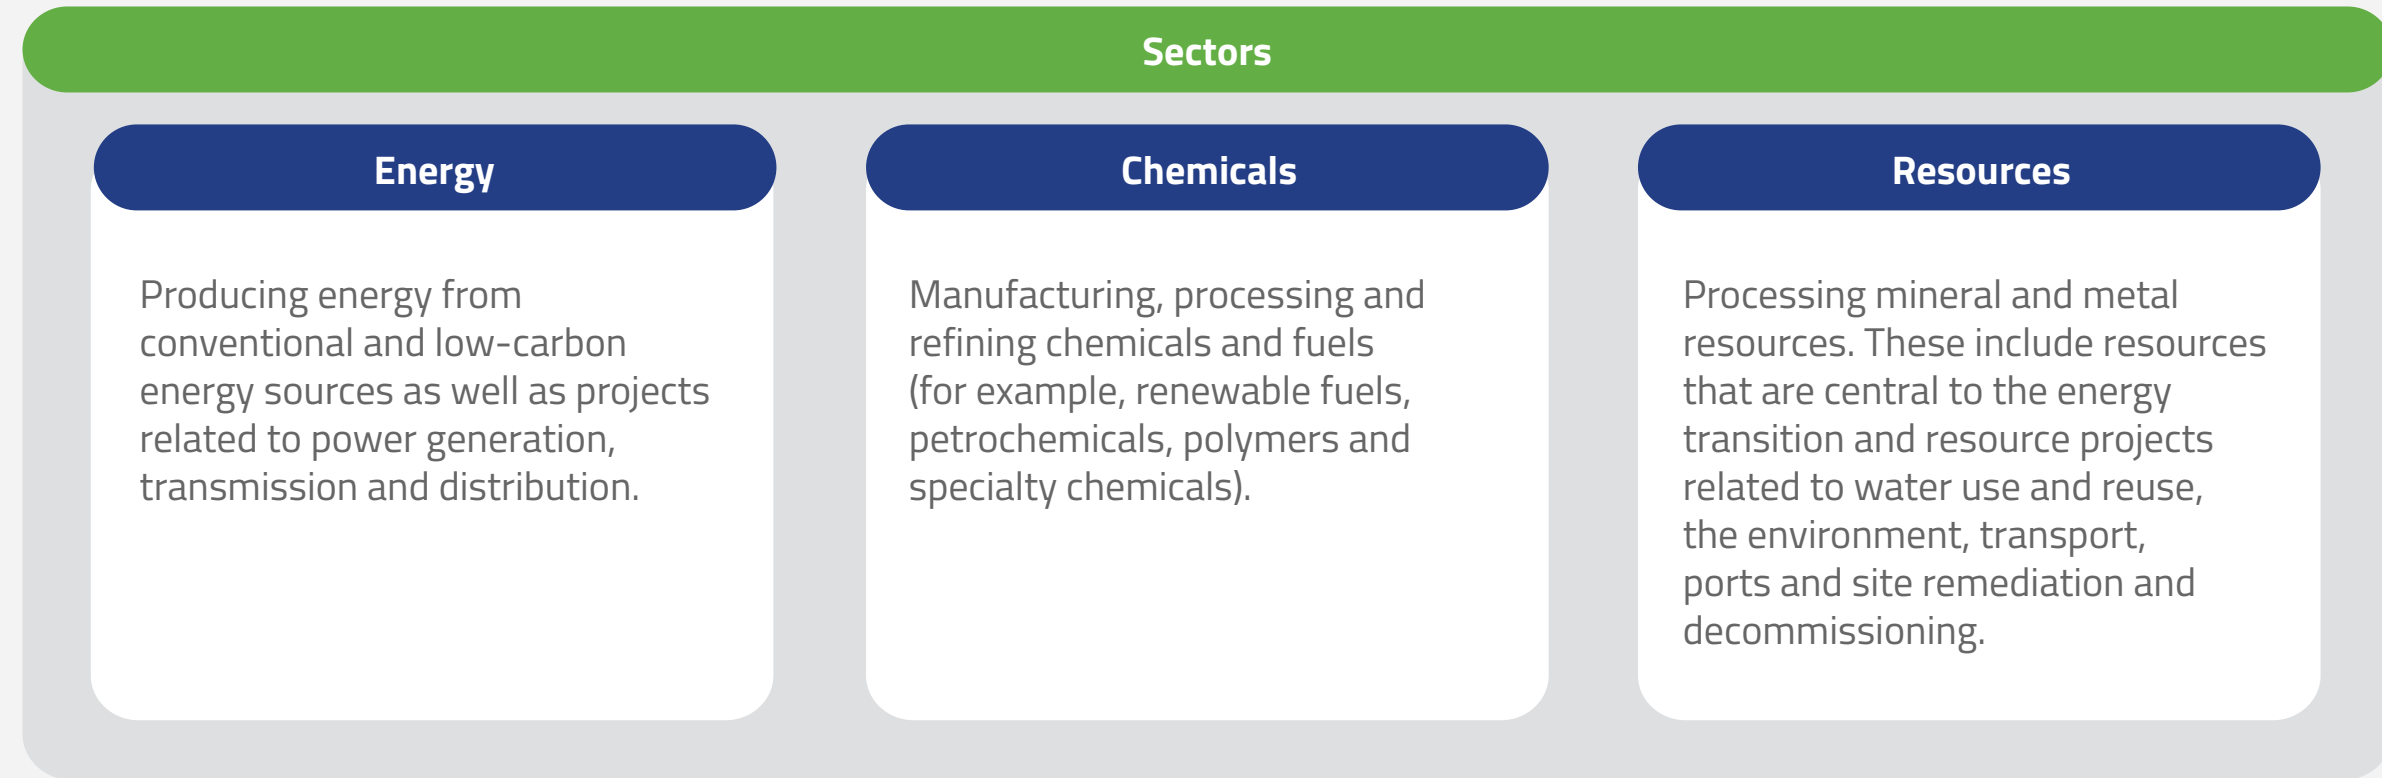 Sectors
Energy
Producing energy from
conventional and low-carbon
energy sources as well as projects
related to power generation,
transmission and distribution.
Chemicals
Manufacturing, processing and
refining chemicals and fuels
(for example, renewable fuels,
petrochemicals, polymers and
specialty chemicals).
Resources
Processing mineral and metal
resources. These include resources
that are central to the energy
transition and resource projects
related to water use and reuse,
the environment, transport,
ports and site remediation and
decommissioning.